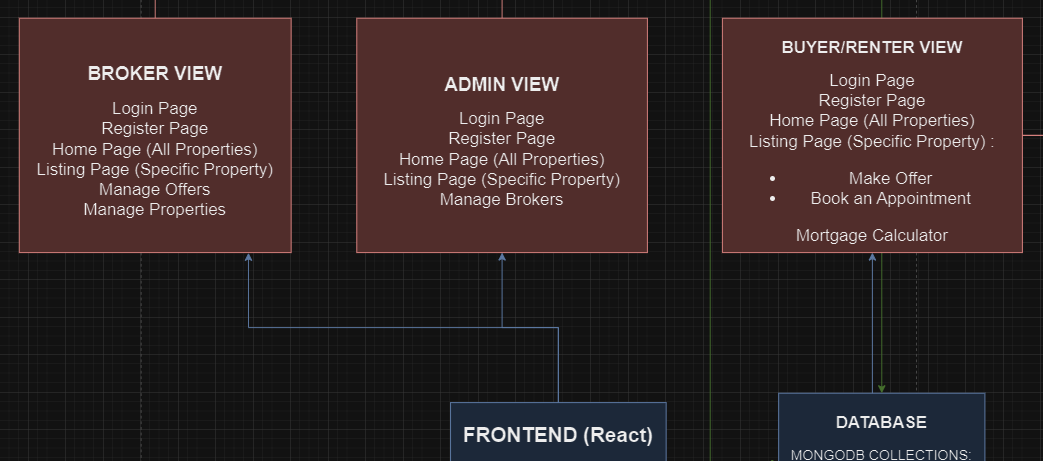 BROKER VIEW
Login Page
Register Page
Home Page (All Properties)
Listing Page (Specific Property)
Manage Offers
Manage Properties
ADMIN VIEW
Login Page
Register Page
Home Page (All Properties)
Listing Page (Specific Property)
Manage Brokers
BUYER/RENTER VIEW
Login Page
Register Page
Home Page (All Properties)
Listing Page (Specific Property) :
• Make Offer
• Book an Appointment
Mortgage Calculator
FRONTEND (React)
DATABASE
MONGODB COLLECTIONS: